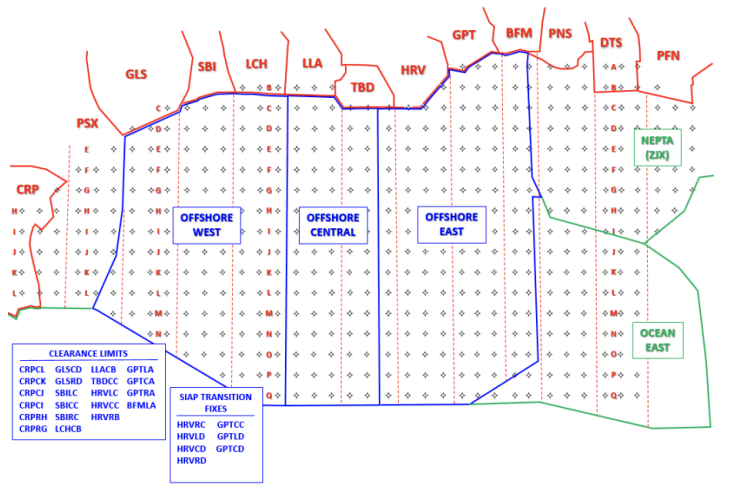 GPT BFM PNS
DTS
PFN
SBI LCH LLA
HRV
GLS
A
TBD
B B
C C C
PSX
D D D
NEPTA
(ZJX)
E E E E
F F F F
CRP
G G G G
H H H H H
OFFSHORE
WEST
OFFSHORE
CENTRAL
OFFSHORE
EAST
I I I I I
J J J J J
K K K K K
L L L L L
M M M
N N N
OCEAN
EAST
O O
P P
Q Q
CLEARANCE LIMITS
CRPCL GLSCD LLACB GPTLA
CRPCK GLSRD TBDCC GPTCA
CRPCJ SBILC HRVLC GPTRA
CRPCI SBICC HRVCC BFMLA
CRPRH SBIRC HRVRB
CRPRG LCHCB
SIAP TRANSITION
FIXES
HRVRC GPTCC
HRVLD GPTLD
HRVCD GPTCD
HRVRD